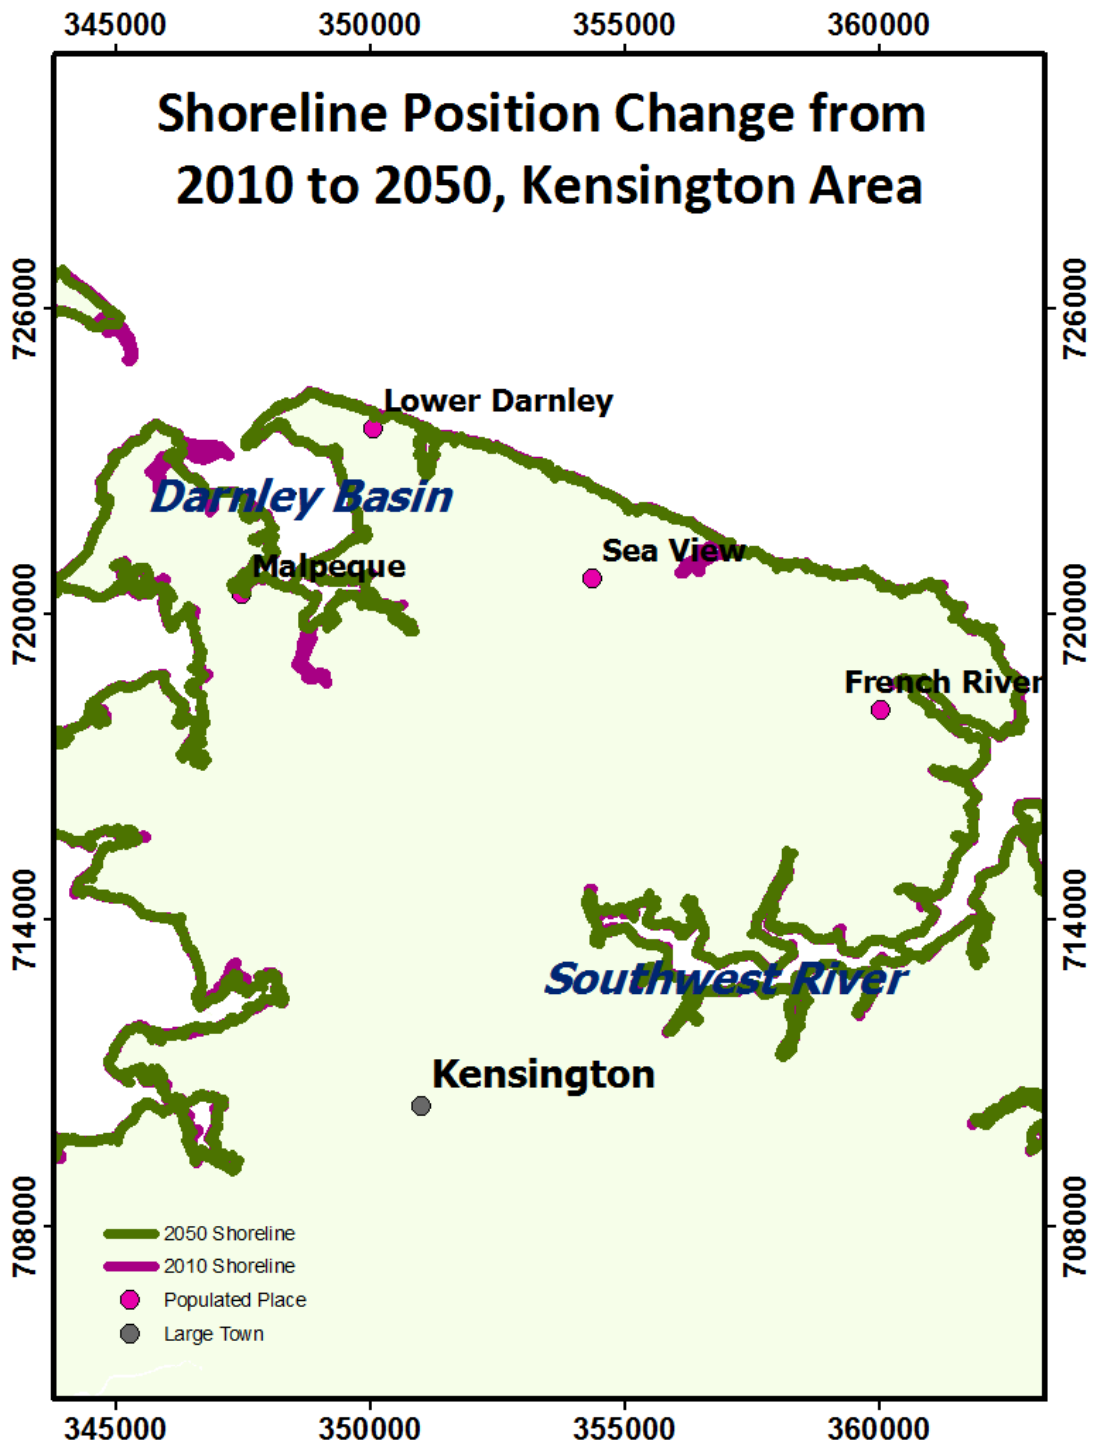 345000 350000 355000 360000
Shoreline Position Change from
2010 to 2050, Kensington Area
726000 726000
Lower Darnley
Darnley Basin
Sea View
Malpeque
720000 720000
French River
714000 714000
Southwest River
Kensington
708000 708000
2050 Shoreline
2010 Shoreline
Populated Place
Large Town
345000 350000 355000 360000